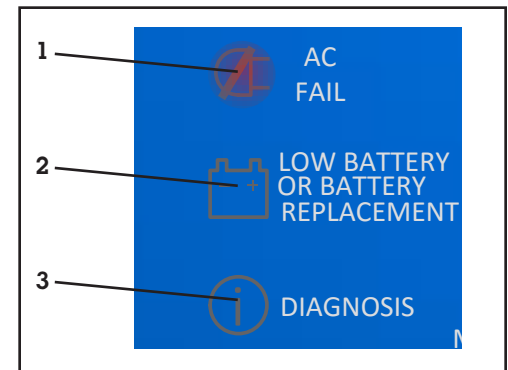 1
AC
FAIL
2
LOW BATTERY
OR BATTERY
REPLACEMENT
3
i
DIAGNOSIS